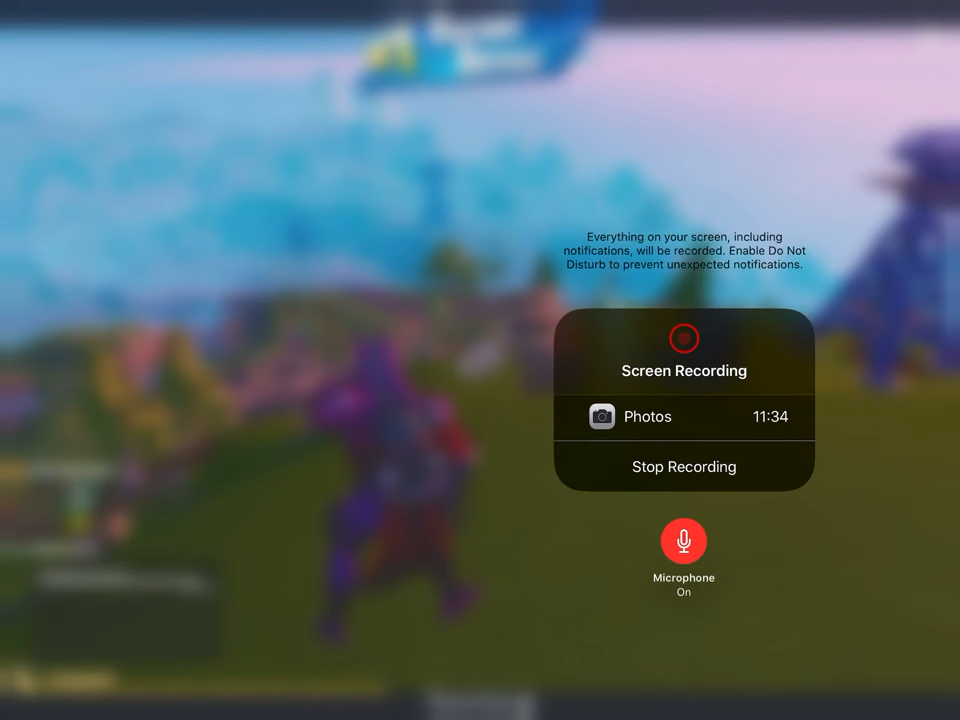 Everything on your screen, including
notifications, will be recorded. Enable Do Not
Disturb to prevent unexpected notifications.
Screen Recording
Photos 11:34
Stop Recording
Microphone
On